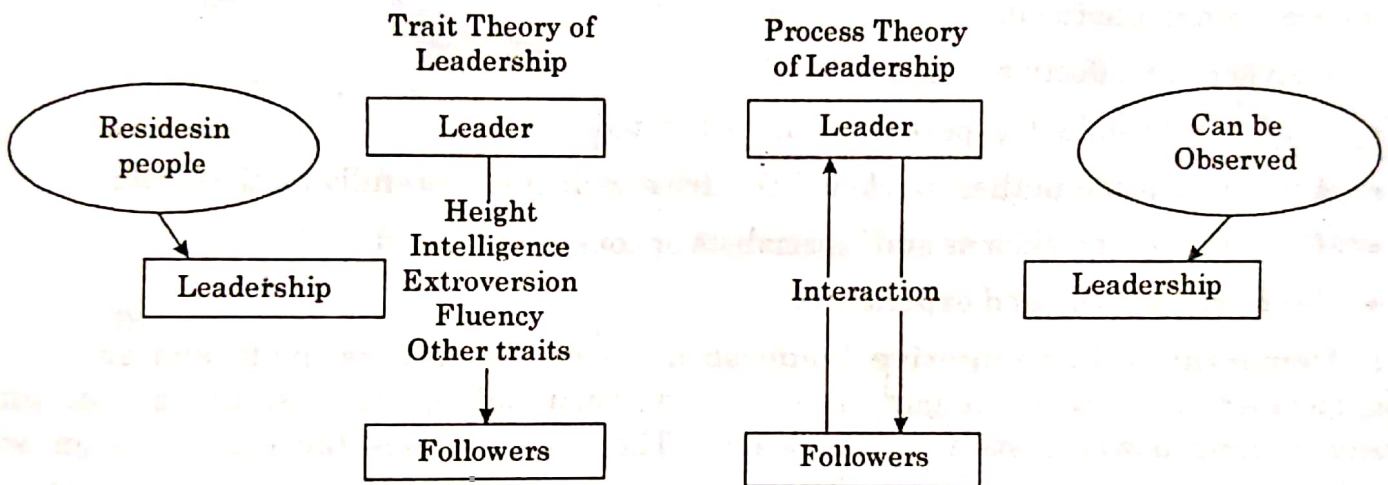 Trait Theory of
Leadership
Process Theory
of Leadership
Residesin
people
Leader
Leader
Can be
Observed
Height
Intelligence
Extroversion
Fluency
Other traits
Leadership
Interaction
Leadership
Followers
Followers